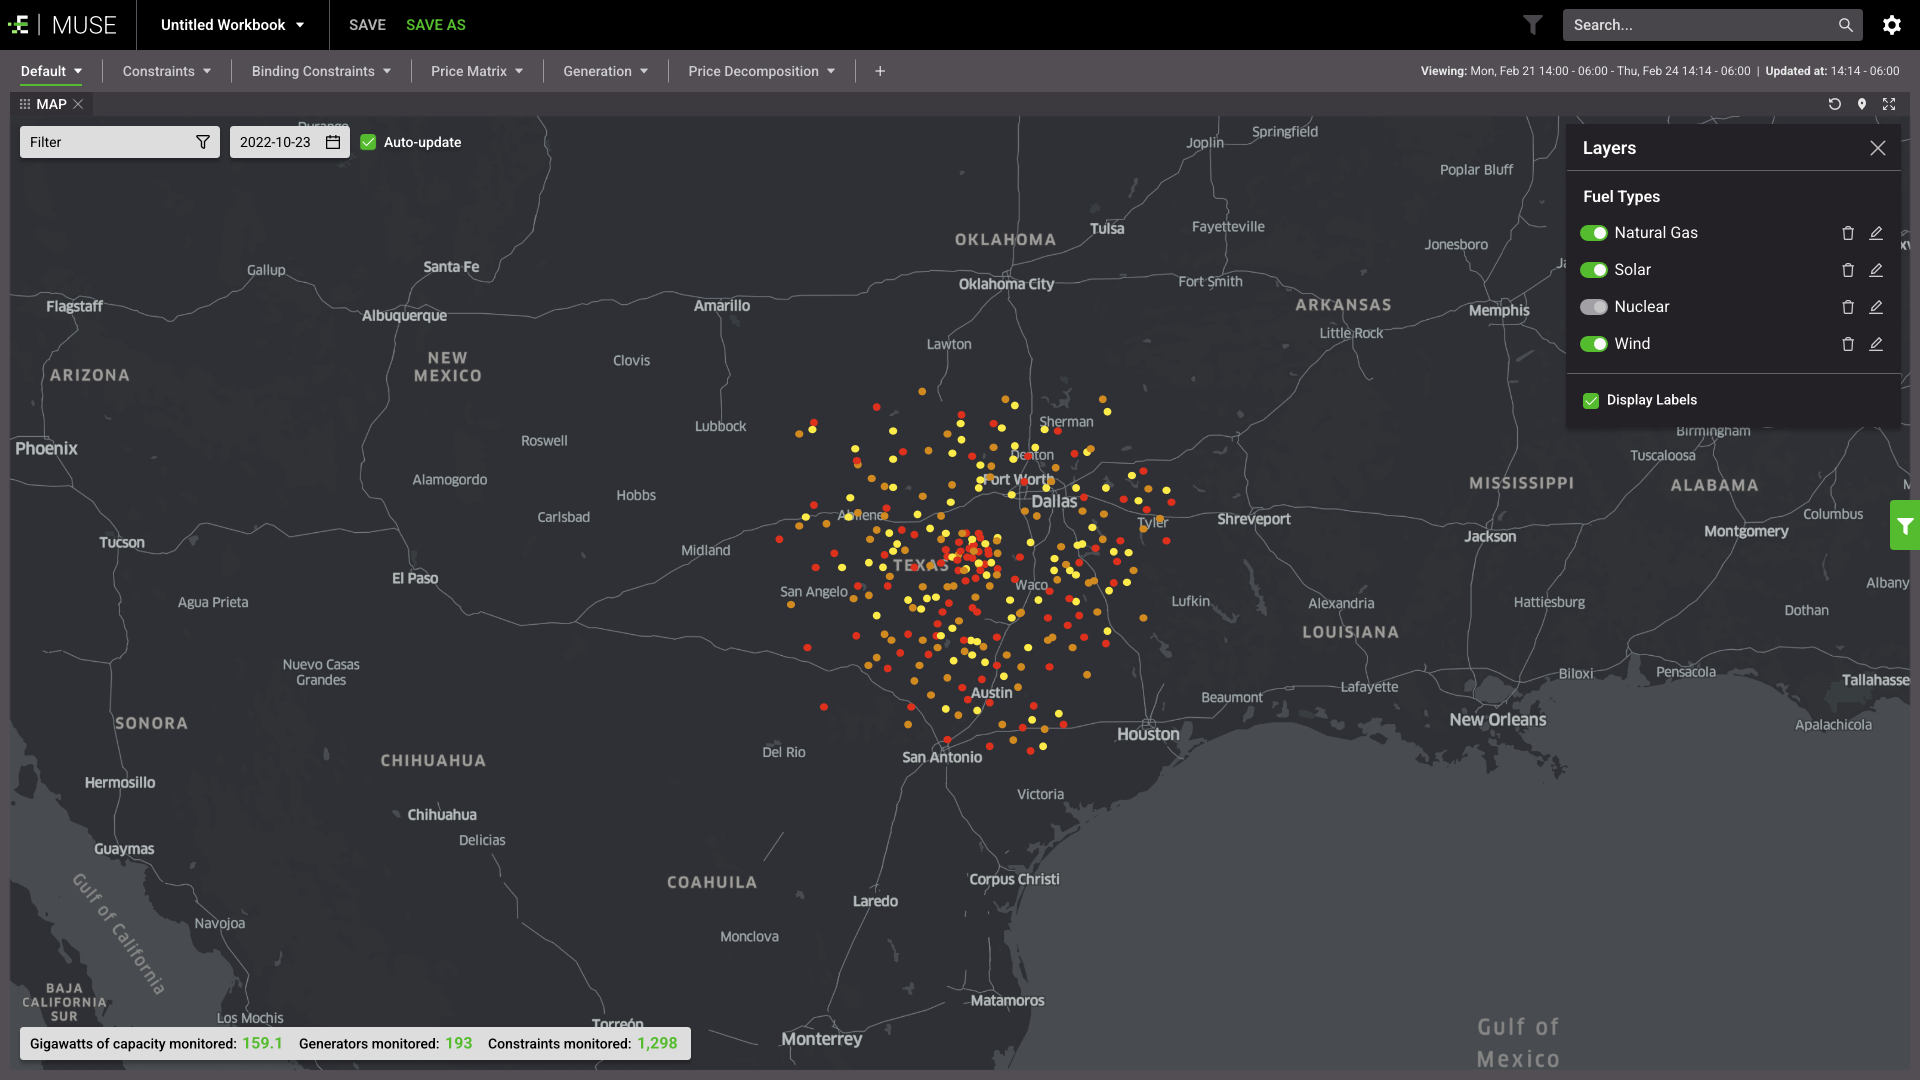 MUSE
Untitled Workbook
SAVE
SAVE AS
Search...
Default
Constraints
Binding Constraints
Price Matrix
Generation
Price Decomposition
+
Viewing: Mon, Feb 21 14:00 - 06:00 - Thu, Feb 24 14:14 - 06:00 | Updated at: 14:14 - 06:00
MAP
Filter
2022-10-23
Auto-update
Durango
Joplin
Springfield
Poplar Bluff
Layers
Fuel Types
Natural Gas
Solar
Nuclear
Wind
Display Labels
OKLAHOMA
Tulsa
Fayetteville
Jonesboro
Gallup
Santa Fe
Oklahoma City
Fort Smith
Flagstaff
Albuquerque
Amarillo
ARKANSAS
Memphis
Little Rock
Lawton
NEW
MEXICO
Clovis
ARIZONA
Phoenix
Roswell
Lubbock
Sherman
Birmingham
Denton
Tuscaloosa
Alamogordo
Hobbs
Fort Worth
Dallas
MISSISSIPPI
ALABAMA
Carlsbad
Abilene
Tyler
Shreveport
Columbus
Tucson
Midland
Jackson
Montgomery
El Paso
TEXAS
Waco
San Angelo
Albany
Agua Prieta
Lufkin
Alexandria
Hattiesburg
Dothan
LOUISIANA
Nuevo Casas
Grandes
Austin
Beaumont
Lafayette
Biloxi
Pensacola
Tallahasse
SONORA
New Orleans
Apalachicola
Houston
Del Rio
San Antonio
CHIHUAHUA
Hermosillo
Victoria
Chihuahua
Delicias
Guaymas
COAHUILA
Corpus Christi
Laredo
Gulf of California
Navojoa
Monclova
BAJA
CALIFORNIA
SUR
Matamoros
Los Mochis
Torreón
Monterrey
Gulf of
Mexico
Gigawatts of capacity monitored: 159.1
Generators monitored: 193
Constraints monitored: 1,298